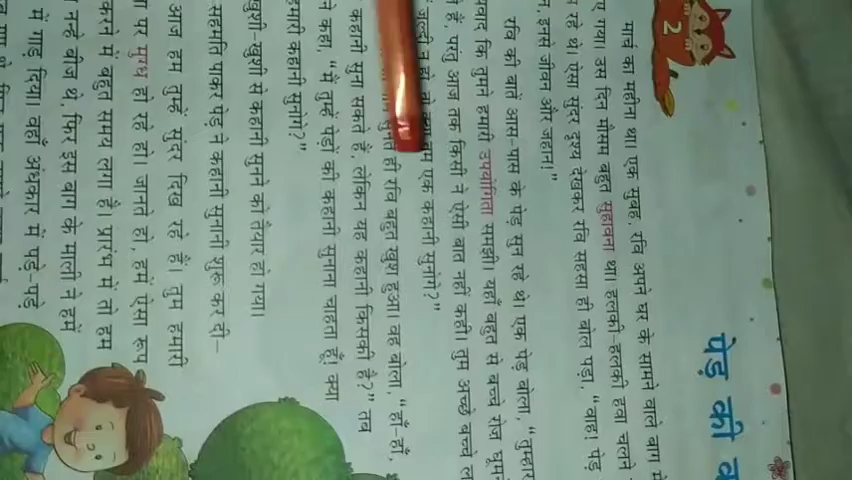 2
पेड़ की
मार्च का महीना था। एक सुबह, रवि अपने घर के सामने वाले बाग में
गया। उस दिन मौसम बहुत सुहावना था। हलकी-हलकी हवा चलने
रहे थे। ऐसा सुंदर दृश्य देखकर रवि सहसा ही बोल पड़ा, “वाह! पेड़
इनसे जीवन और जहान।”
रवि की बातें आस-पास के पेड़ सुन रहे थे। एक पेड़ बोला, “तुम्हारा
कि तुमने हमारी उपयोगिता समझी। यहाँ बहुत से बच्चे रोज़ घूमने
हैं, परंतु आज तक किसी ने ऐसी बात नहीं कही। तुम अच्छे बच्चे
हम एक कहानी सुनोगे?”
सुनते ही रवि बहुत खुश हुआ। वह बोला, “हाँ-हाँ,
कहानी सुना सकते हैं, लेकिन यह कहानी किसकी है?” तब
ने कहा, “मैं तुम्हें पेड़ों की कहानी सुनाना चाहता हूँ। क्या
हमारी कहानी सुनोगे?”
खुशी-खुशी से कहानी सुनने को तैयार हो गया।
सहमति पाकर पेड़ ने कहानी सुनानी शुरू कर दी–
आज हम तुम्हें सुंदर दिख रहे हैं। तुम हमारी
पर मुग्ध हो रहे हो। जानते हो, हमें ऐसा रूप
करने में बहुत समय लगा है। प्रारंभ में तो हम
नन्हे बीज थे, फिर इस बाग के माली ने हमें
में गाड़ दिया। वहाँ अंधकार में पड़े-पड़े